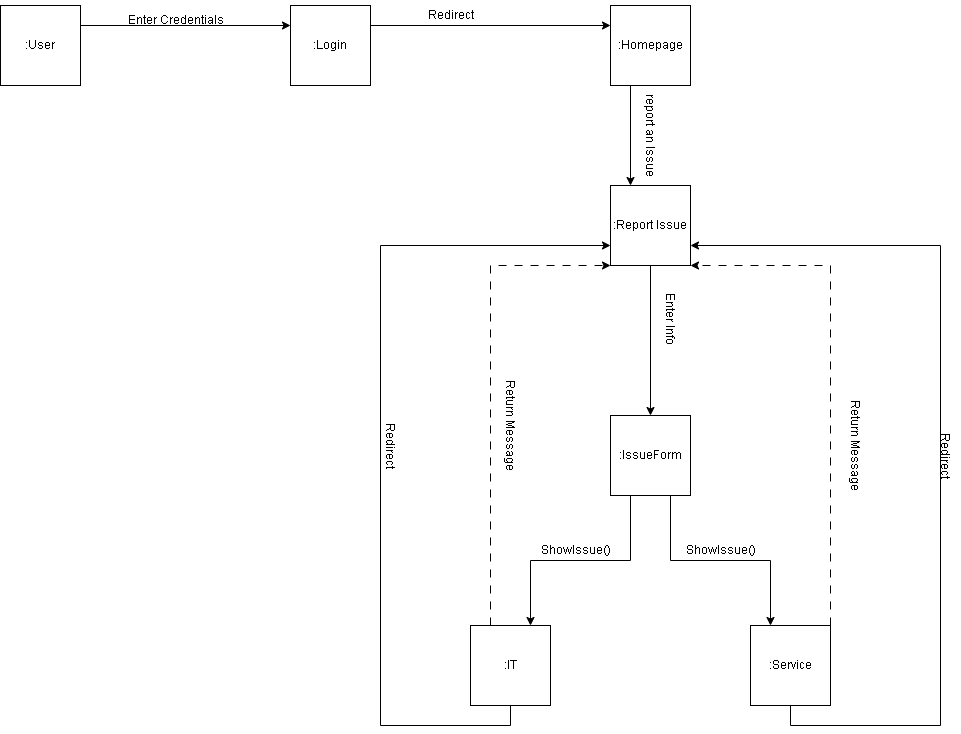 Enter Credentials
Redirect
:User
:Login
:Homepage
report an Issue
:Report Issue
Enter Info
Return Message
Return Message
Redirect
Redirect
:IssueForm
ShowIssue()
ShowIssue()
:IT
:Service